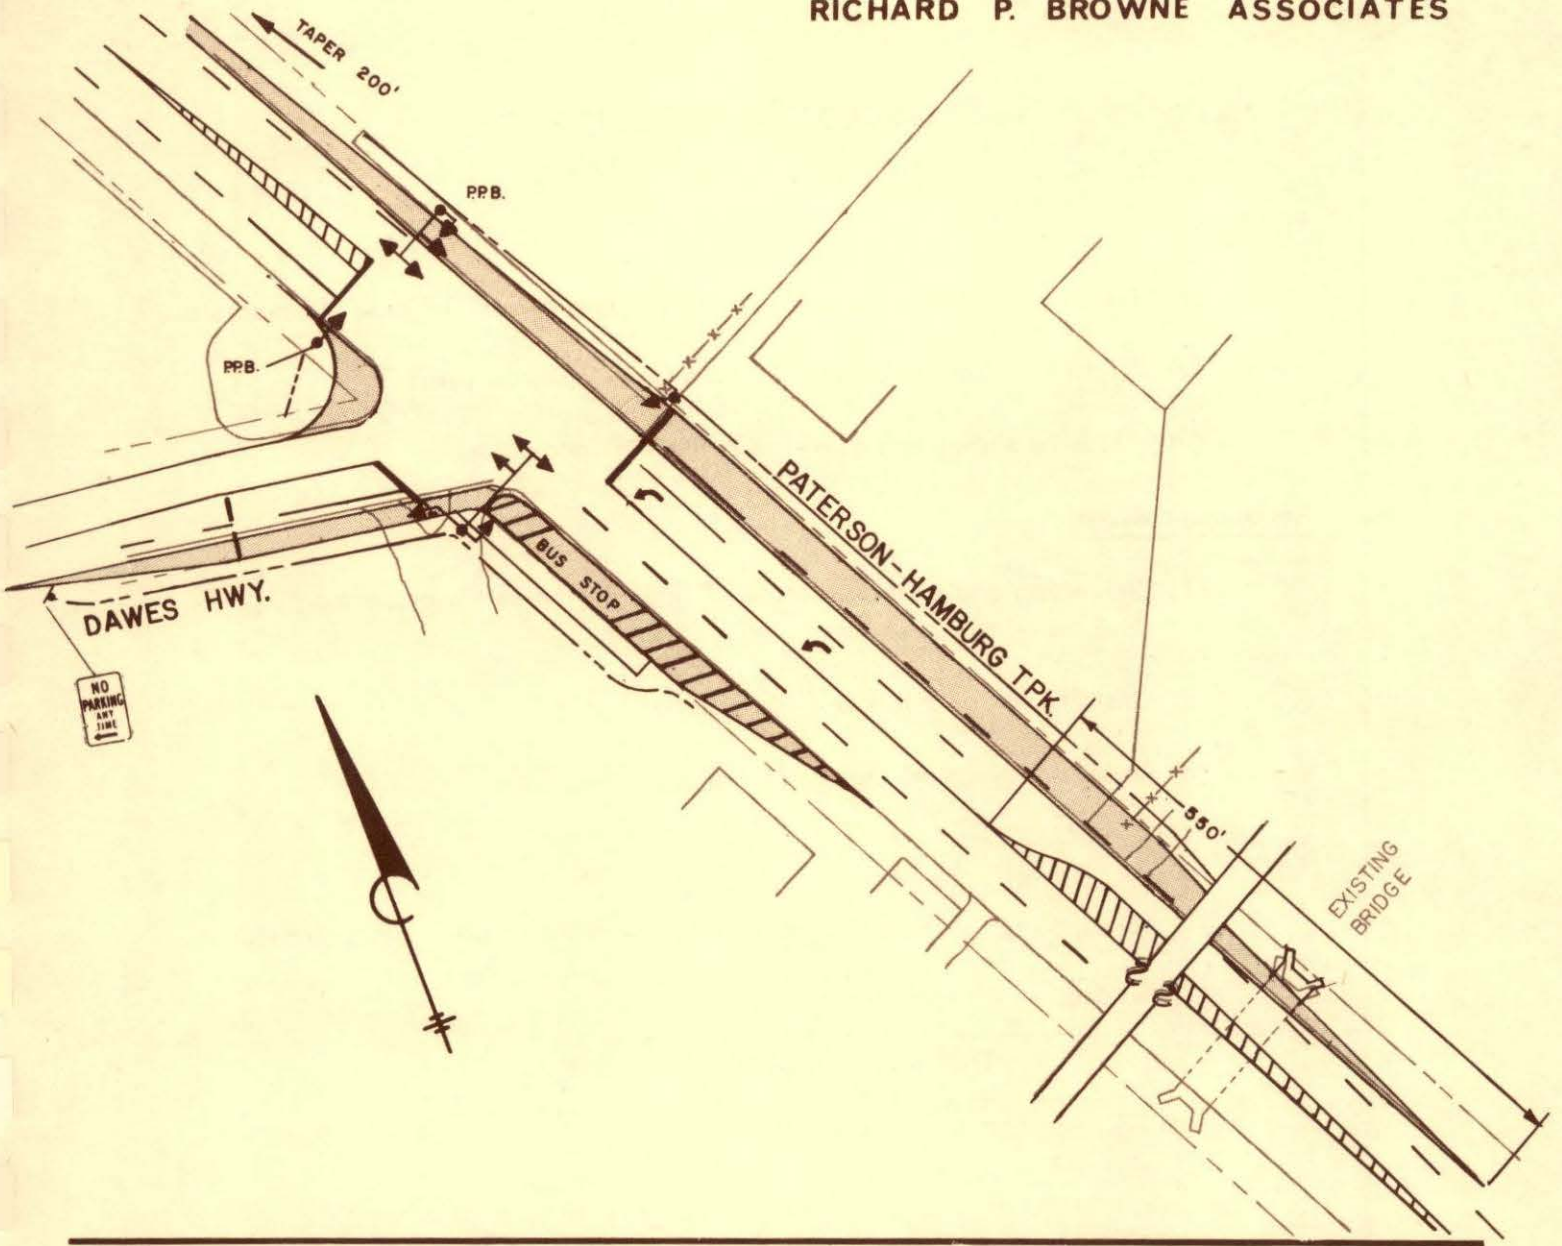 RICHARD P. BROWNE ASSOCIATES
TAPER 200'
P.P.B.
P.P.B.
PATERSON-HAMBURG TPK.
BUS STOP
DAWES HWY.
NO
PARKING
ANY
TIME
550'
EXISTING
BRIDGE